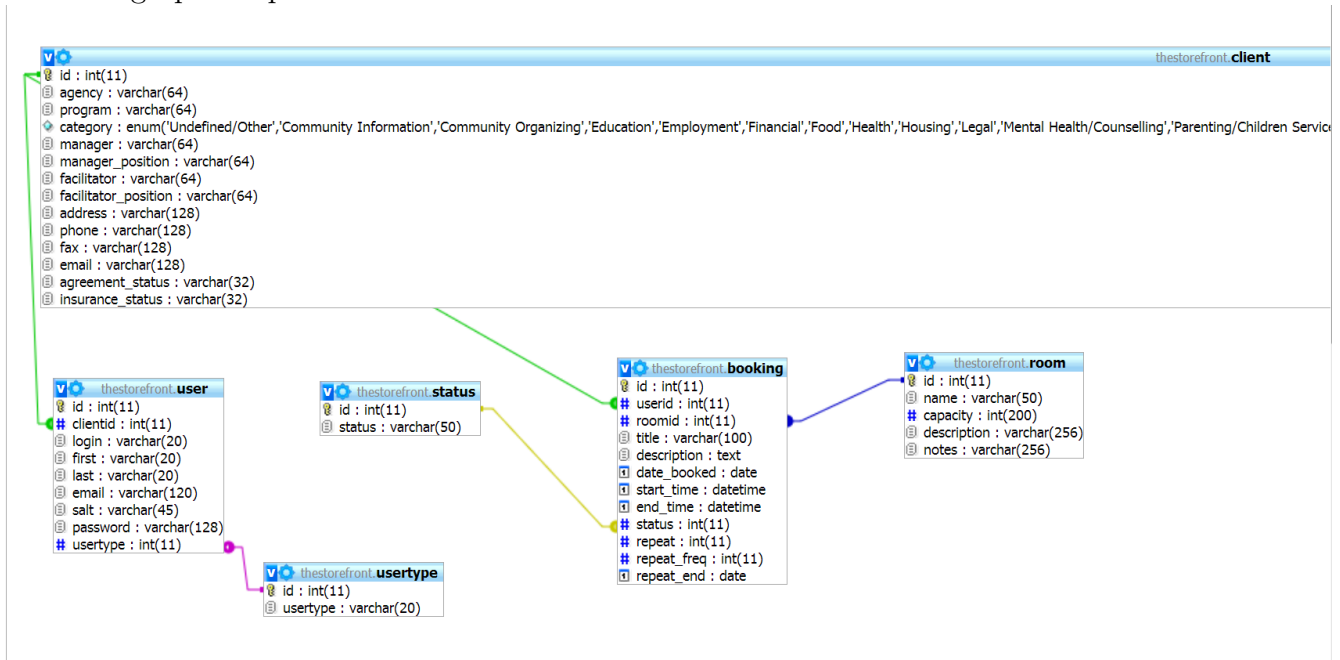 thestorefront.client
id : int(11)
agency : varchar(64)
program : varchar(64)
category : enum('Undefined/Other','Community Information','Community Organizing','Education','Employment','Financial','Food','Health','Housing','Legal','Mental Health/Counselling','Parenting/Children Service
manager : varchar(64)
manager_position : varchar(64)
facilitator : varchar(64)
facilitator_position : varchar(64)
address : varchar(128)
phone : varchar(128)
fax : varchar(128)
email : varchar(128)
agreement_status : varchar(32)
insurance_status : varchar(32)
thestorefront.user
id : int(11)
clientid : int(11)
login : varchar(20)
first : varchar(20)
last : varchar(20)
email : varchar(120)
salt : varchar(45)
password : varchar(128)
usertype : int(11)
thestorefront.status
id : int(11)
status : varchar(50)
thestorefront.usertype
id : int(11)
usertype : varchar(20)
thestorefront.booking
id : int(11)
userid : int(11)
roomid : int(11)
title : varchar(100)
description : text
date_booked : date
start_time : datetime
end_time : datetime
status : int(11)
repeat : int(11)
repeat_freq : int(11)
repeat_end : date
thestorefront.room
id : int(11)
name : varchar(50)
capacity : int(200)
description : varchar(256)
notes : varchar(256)